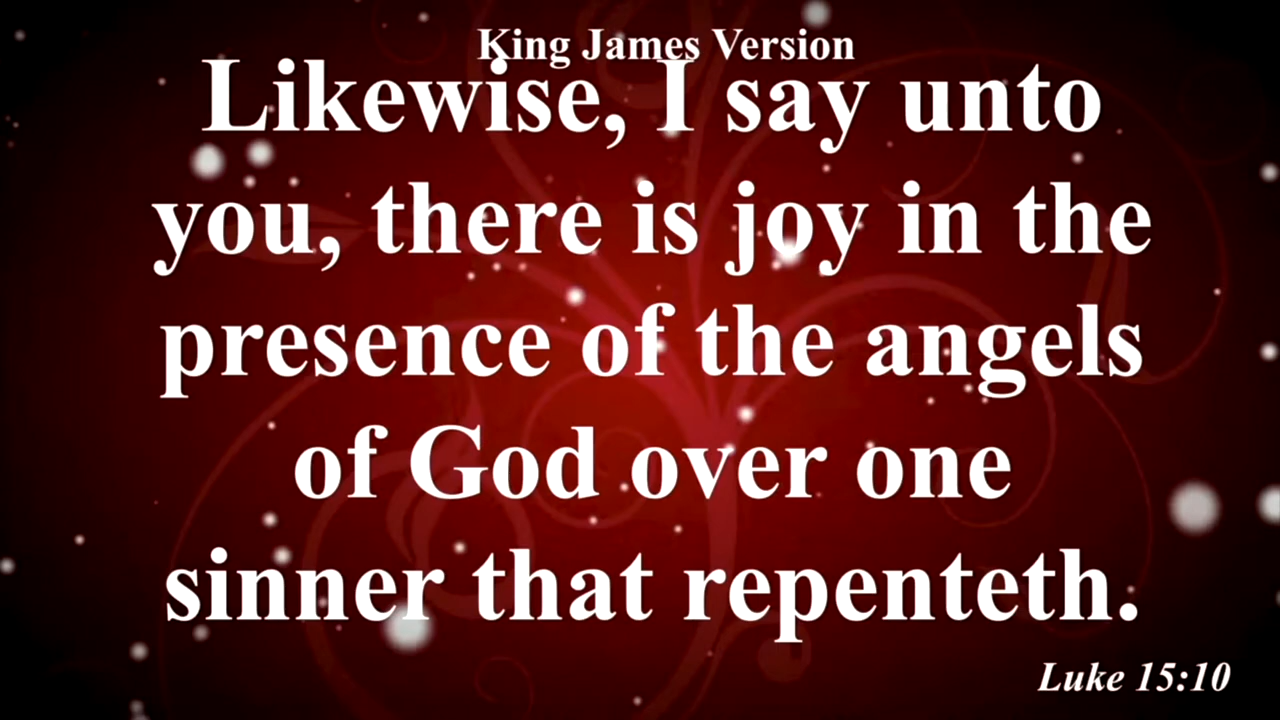 King James Version
Likewise, I say unto
you, there is joy in the
presence of the angels
of God over one
sinner that repenteth.
Luke 15:10